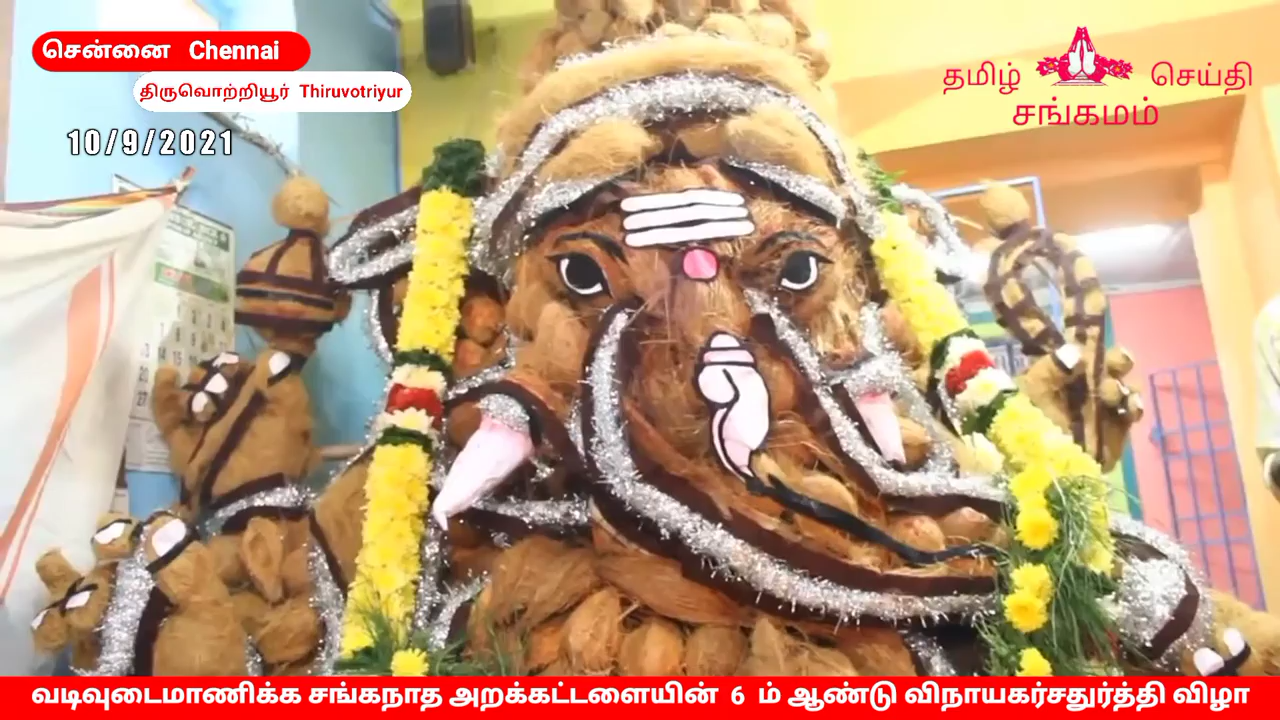 சென்னை Chennai
திருவொற்றியூர் Thiruvotriyur
10/9/2021
தமிழ் செய்தி
சங்கமம்
வடிவுடைமாணிக்க சங்கநாத அறக்கட்டளையின் 6 ம் ஆண்டு விநாயகர்சதுர்த்தி விழா